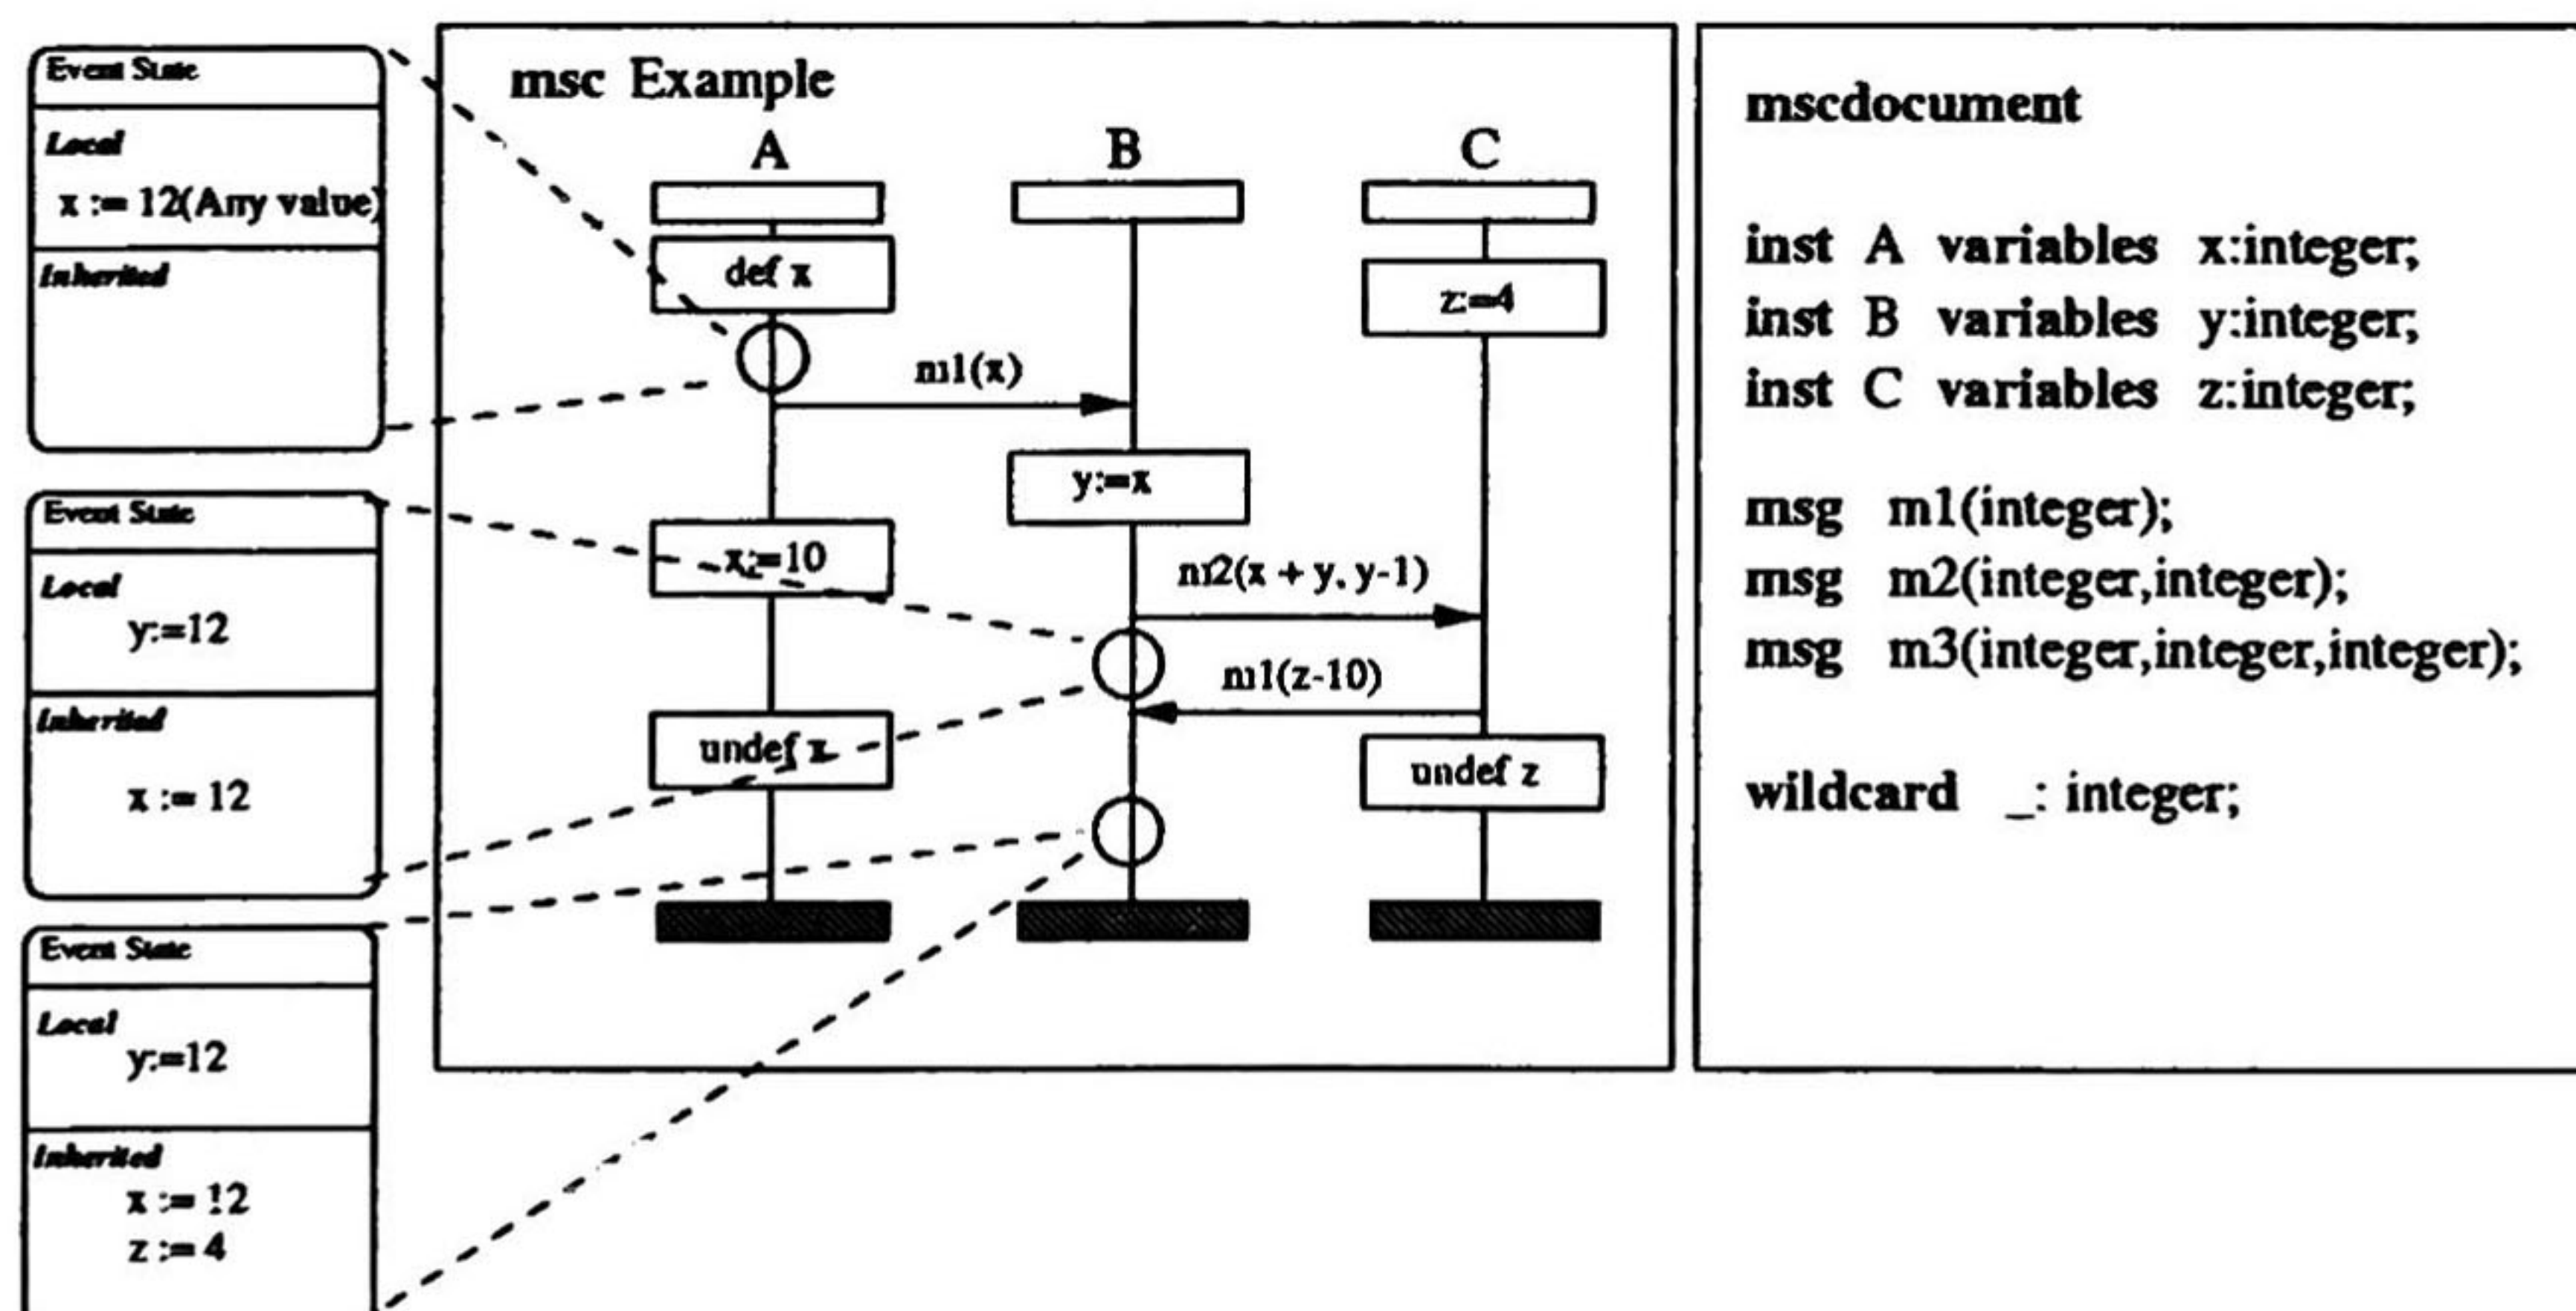 Event State
Local
x := 12(Any value)
Inherited
Event State
Local
y:=12
Inherited
x := 12
Event State
Local
y:=12
Inherited
x := 12
z := 4
msc Example
A B C
def x
z:=4
m1(x)
y:=x
x:=10
m2(x + y, y-1)
m1(z-10)
undef x
undef z
mscdocument
inst A variables x:integer;
inst B variables y:integer;
inst C variables z:integer;
msg m1(integer);
msg m2(integer,integer);
msg m3(integer,integer,integer);
wildcard _: integer;